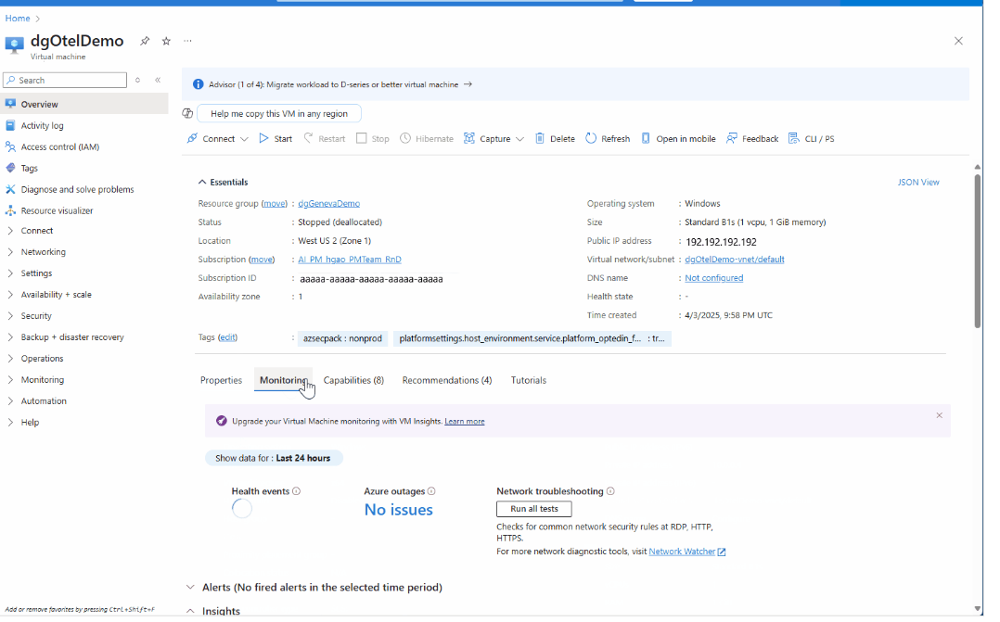 Home
dgOtelDemo
Virtual machine
Search
Overview
Activity log
Access control (IAM)
Tags
Diagnose and solve problems
Resource visualizer
Connect
Networking
Settings
Availability + scale
Security
Backup + disaster recovery
Operations
Monitoring
Automation
Help
Add or remove favorites by pressing Ctrl+Shift+F
Advisor (1 of 4): Migrate workload to D-series or better virtual machine →
Help me copy this VM in any region
Connect Start Restart Stop Hibernate Capture Delete Refresh Open in mobile Feedback CLI / PS
Essentials JSON View
Resource group (move) : dgGenevaDemo
Status : Stopped (deallocated)
Location : West US 2 (Zone 1)
Subscription (move) : AI_PM_hgao_PMTeam_RnD
Subscription ID : aaaaa-aaaaa-aaaaa-aaaaa-aaaaa
Availability zone : 1
Operating system : Windows
Size : Standard B1s (1 vcpu, 1 GiB memory)
Public IP address : 192.192.192.192
Virtual network/subnet : dgOtelDemo-vnet/default
DNS name : Not configured
Health state : -
Time created : 4/3/2025, 9:58 PM UTC
Tags (edit) : azsecpack : nonprod platformsettings.host_environment.service.platform_optedin_f... : tr...
Properties Monitoring Capabilities (8) Recommendations (4) Tutorials
Upgrade your Virtual Machine monitoring with VM Insights. Learn more
Show data for : Last 24 hours
Health events
Azure outages
No issues
Network troubleshooting
Run all tests
Checks for common network security rules at RDP, HTTP,
HTTPS.
For more network diagnostic tools, visit Network Watcher
Alerts (No fired alerts in the selected time period)
Insights